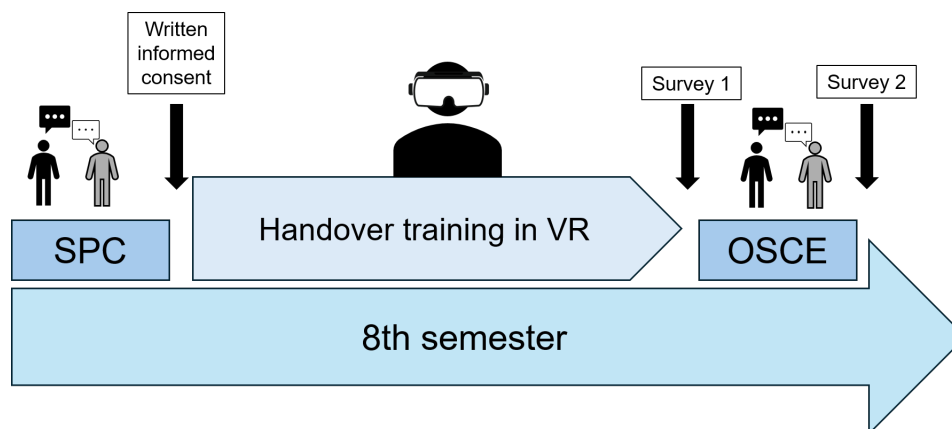 Written
informed
consent
Survey 1
Survey 2
SPC
Handover training in VR
OSCE
8th semester